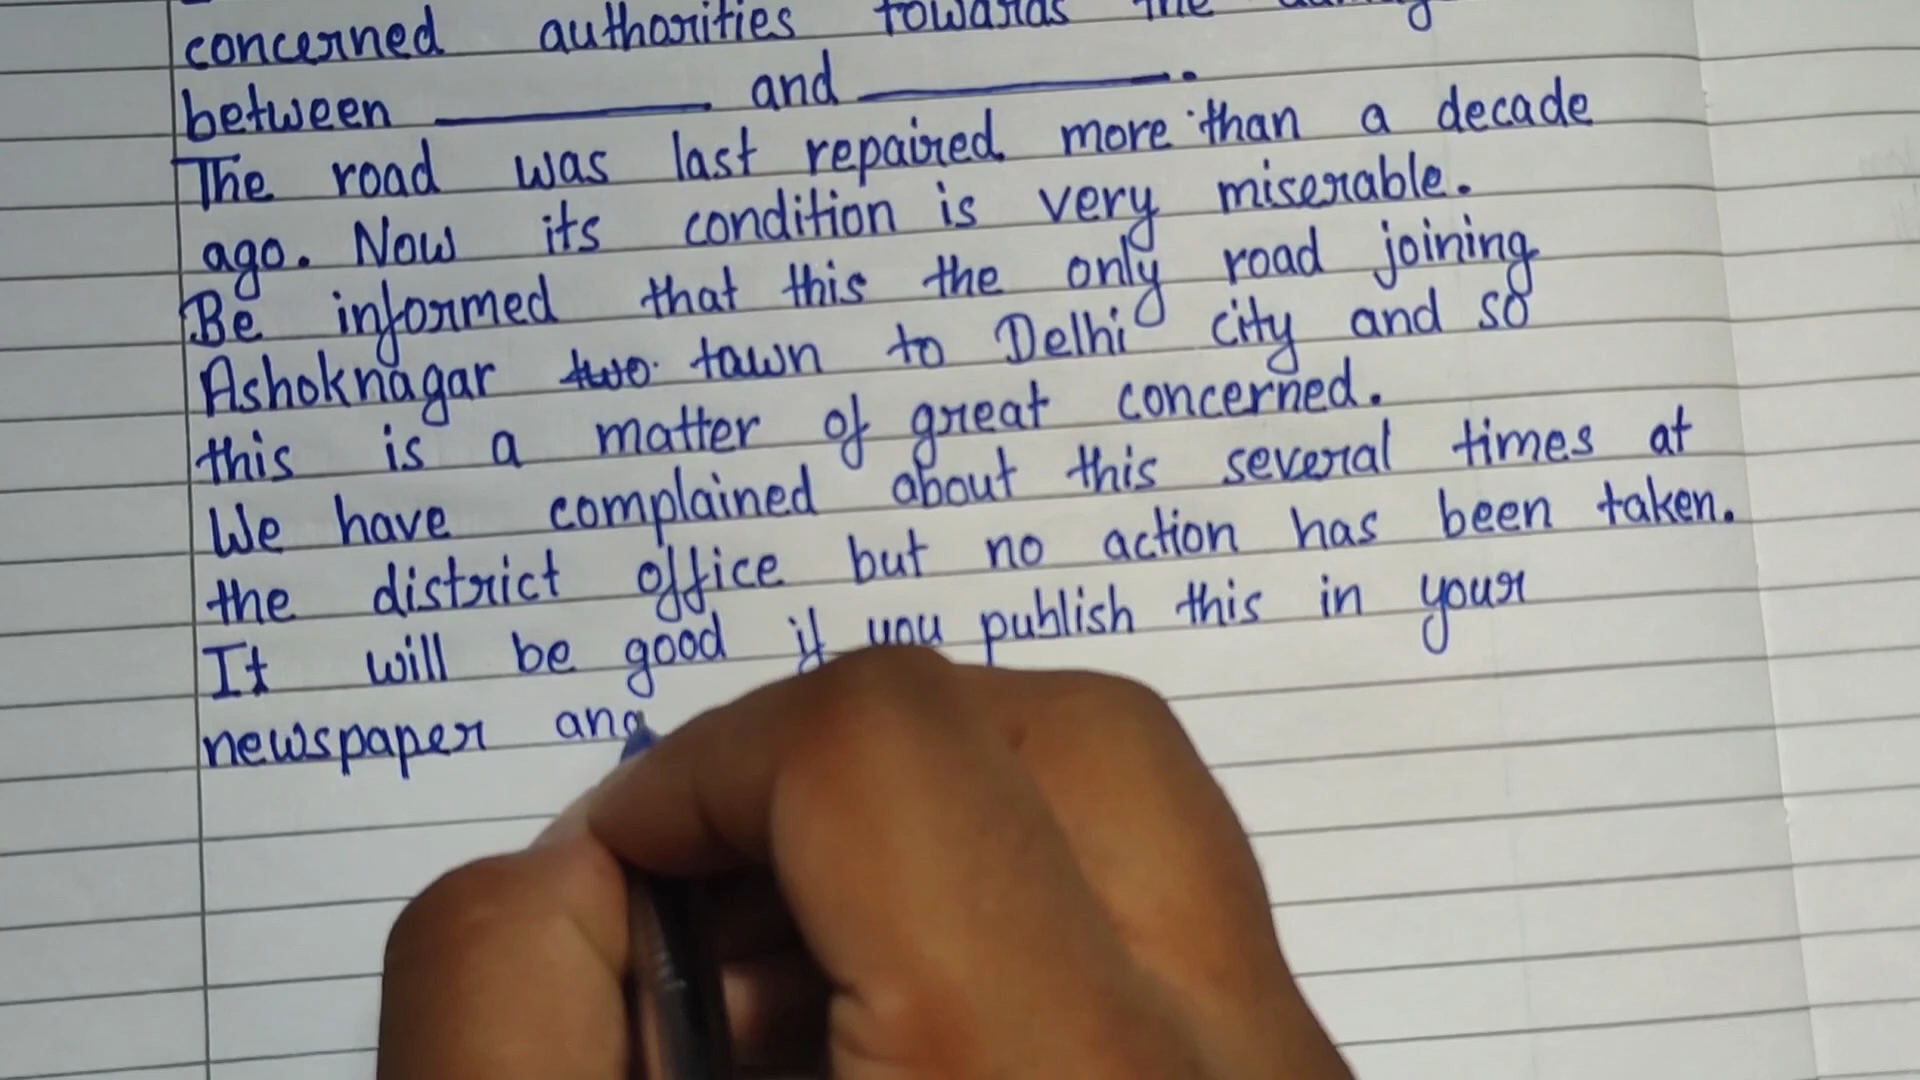 concerned authorities towards the
between ________ and ________.
The road was last repaired more than a decade
ago. Now its condition is very miserable.
Be informed that this the only road joining
Ashoknagar two tawn to Delhi city and so
this is a matter of great concerned.
We have complained about this several times at
the district office but no action has been taken.
It will be good if you publish this in your
newspaper and